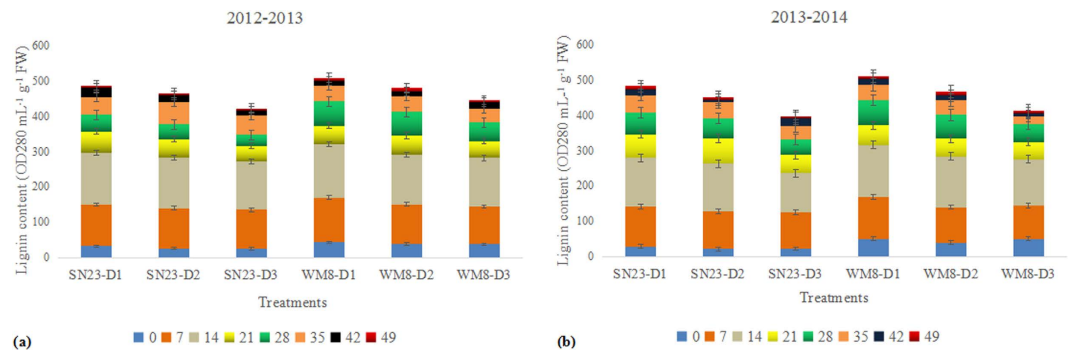 2012-2013
Lignin content (OD280 mL⁻¹ g⁻¹ FW)
600
500
400
300
200
100
0
SN23-D1 SN23-D2 SN23-D3 WM8-D1 WM8-D2 WM8-D3
Treatments
(a) 0 7 14 21 28 35 42 49
2013-2014
Lignin content (OD280 mL-¹ g⁻¹ FW)
600
500
400
300
200
100
0
SN23-D1 SN23-D2 SN23-D3 WM8-D1 WM8-D2 WM8-D3
Treatments
(b) 0 7 14 21 28 35 42 49